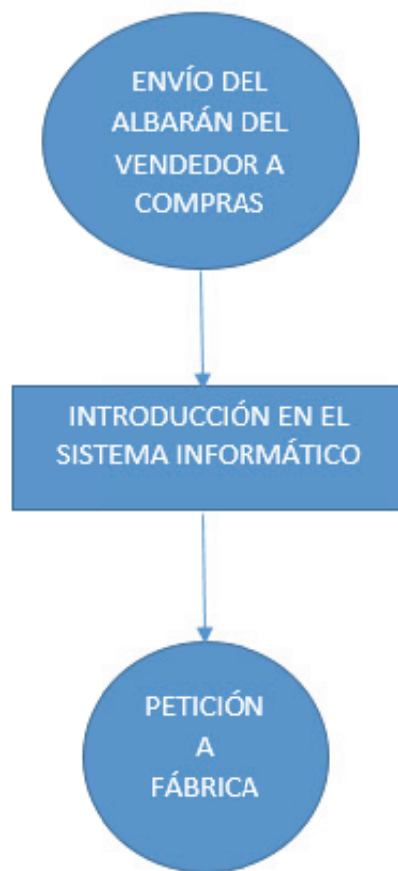 ENVÍO DEL
ALBARÁN DEL
VENDEDOR A
COMPRAS
INTRODUCCIÓN EN EL
SISTEMA INFORMÁTICO
PETICIÓN
A
FÁBRICA